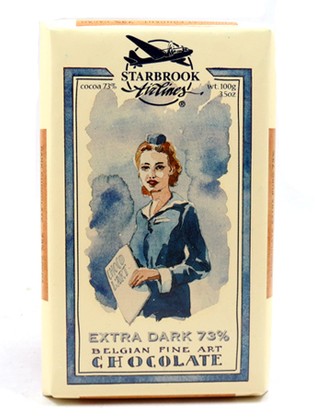 STARBROOK
Airlines
®
cocoa 73%
wt. 100g
3.5oz
EXTRA DARK 73%
BELGIAN FINE ART
CHOCOLATE